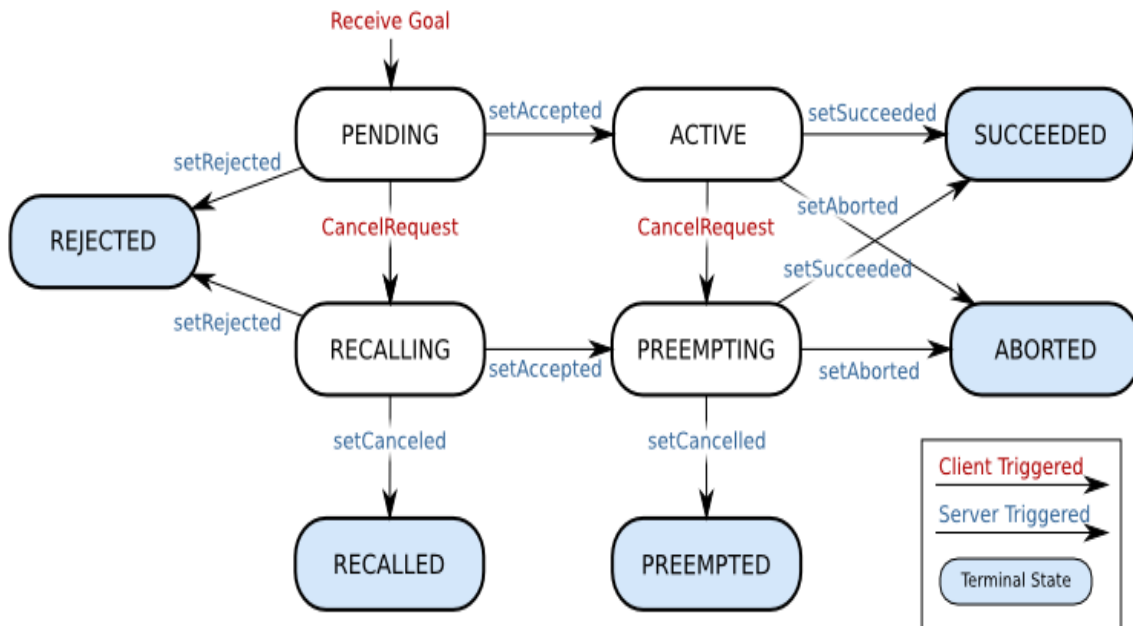 Receive Goal
PENDING
setAccepted
ACTIVE
setSucceeded
SUCCEEDED
setRejected
setAborted
REJECTED
CancelRequest
CancelRequest
setSucceeded
setRejected
RECALLING
setAccepted
PREEMPTING
setAborted
ABORTED
setCanceled
setCancelled
RECALLED
PREEMPTED
Client Triggered
Server Triggered
Terminal State